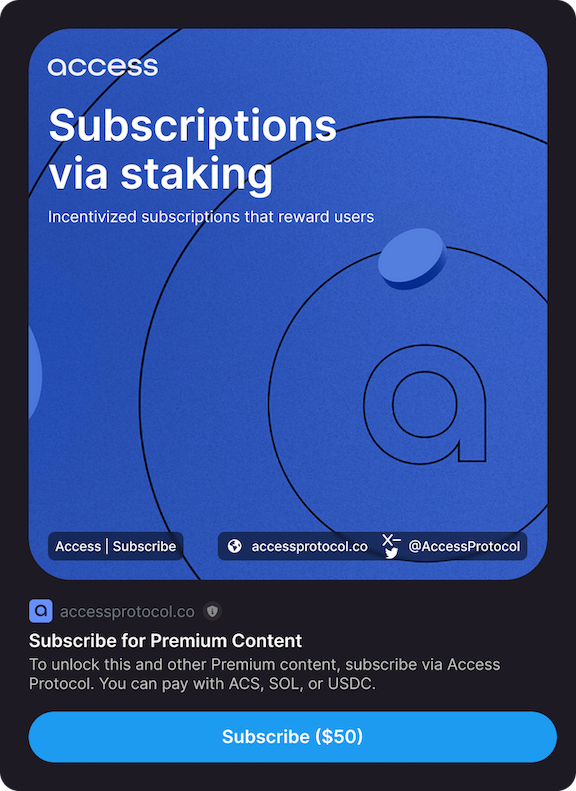 access
Subscriptions
via staking
Incentivized subscriptions that reward users
a
Access | Subscribe
accessprotocol.co
X-
@AccessProtocol
a accessprotocol.co
Subscribe for Premium Content
To unlock this and other Premium content, subscribe via Access
Protocol. You can pay with ACS, SOL, or USDC.
Subscribe ($50)